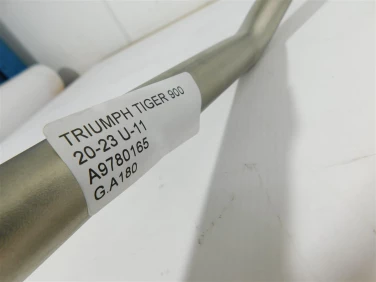 TRIUMPH TIGER 900
20-23 U-11
A9780165
G.A180